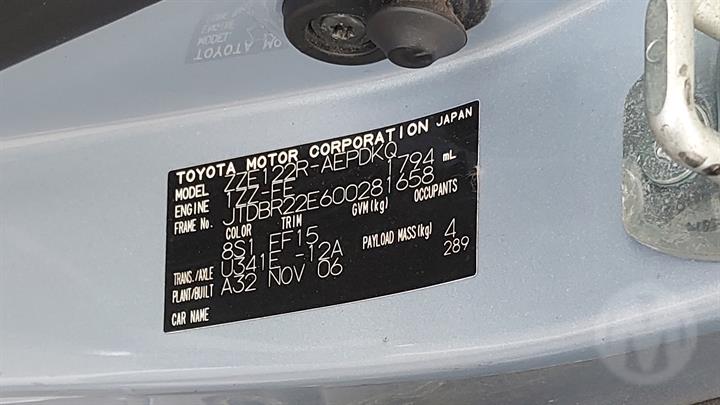 TOYOTA MOTOR CORPORATION JAPAN
MODEL ZZE122R-AEPDKQ
ENGINE 1ZZ-FE 1794 mL
FRAME No. JTDBR22E600281658
COLOR TRIM GVM(kg) OCCUPANTS
8S1 FF15 4
TRANS./AXLE U341E -12A PAYLOAD MASS(kg) 289
PLANT/BUILT A32 NOV 06
CAR NAME